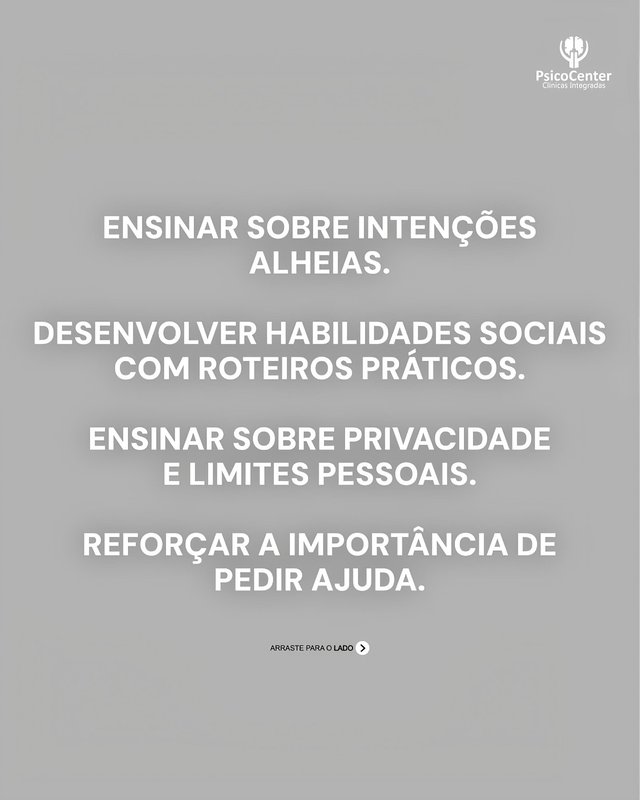 PsicoCenter
Clínicas Integradas
ENSINAR SOBRE INTENÇÕES
ALHEIAS.
DESENVOLVER HABILIDADES SOCIAIS
COM ROTEIROS PRÁTICOS.
ENSINAR SOBRE PRIVACIDADE
E LIMITES PESSOAIS.
REFORÇAR A IMPORTÂNCIA DE
PEDIR AJUDA.
ARRASTE PARA O LADO